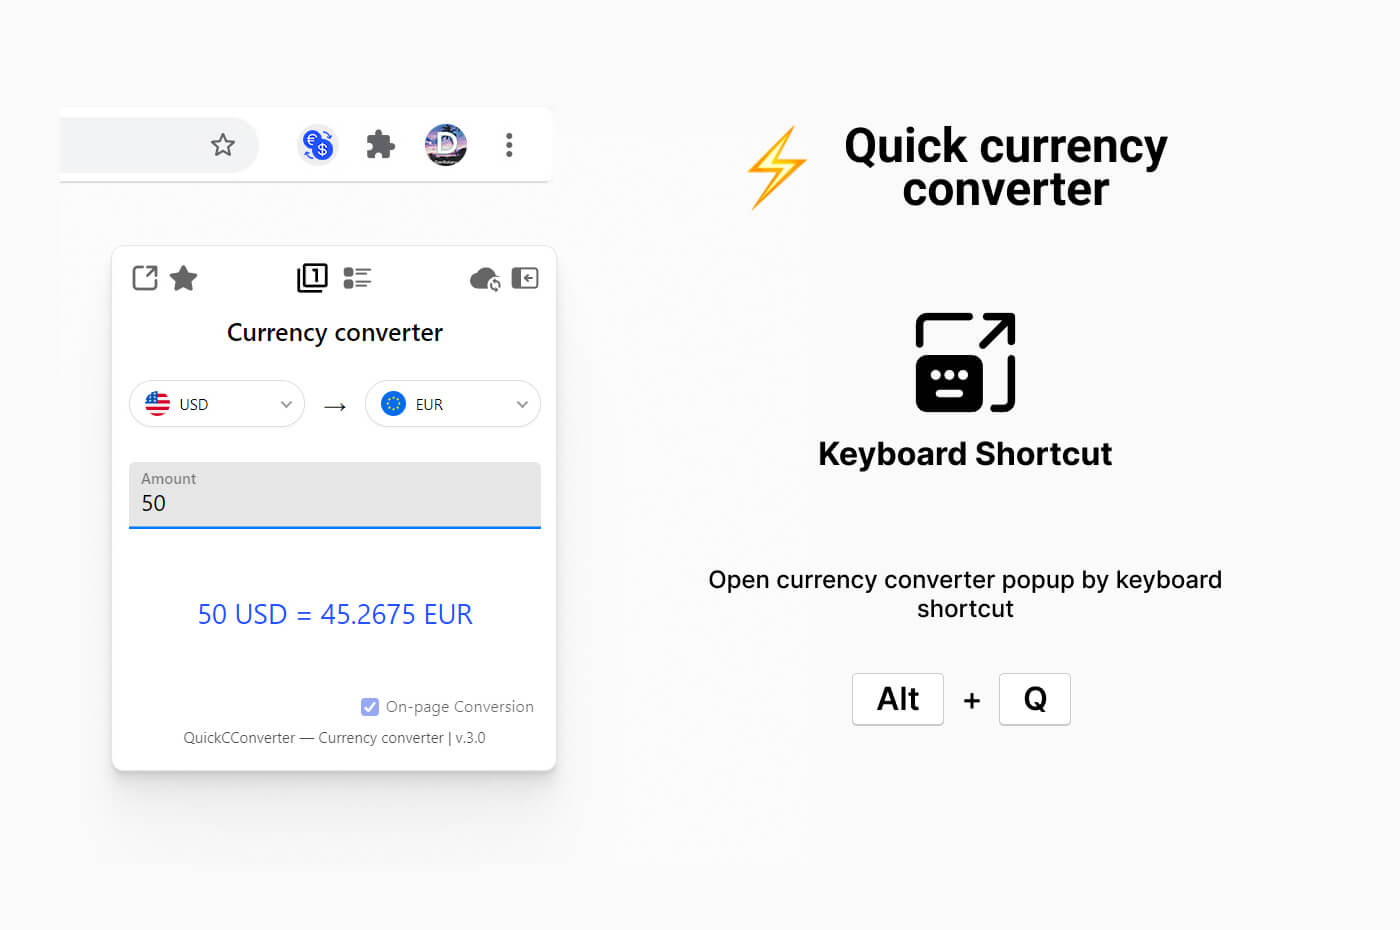 Quick currency
converter
Currency converter
USD → EUR
Amount
50
50 USD = 45.2675 EUR
On-page Conversion
QuickCConverter — Currency converter | v.3.0
Keyboard Shortcut
Open currency converter popup by keyboard
shortcut
Alt + Q